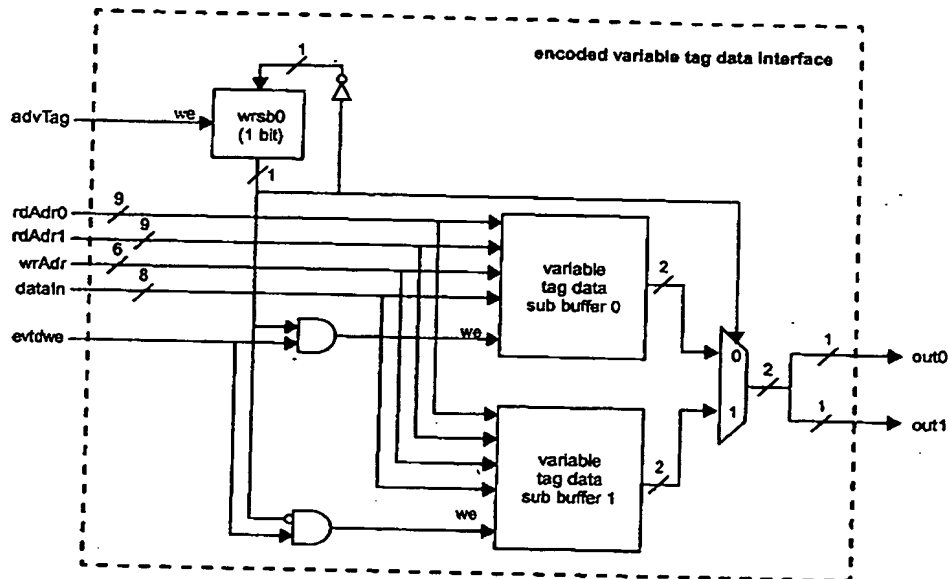 encoded variable tag data interface
1
advTag
we
wrsb0
(1 bit)
1
rdAdr0
9
rdAdr1
9
wrAdr
6
dataIn
8
evtdwe
variable
tag data
sub buffer 0
2
we
0
1
2
1
out0
1
out1
variable
tag data
sub buffer 1
2
we